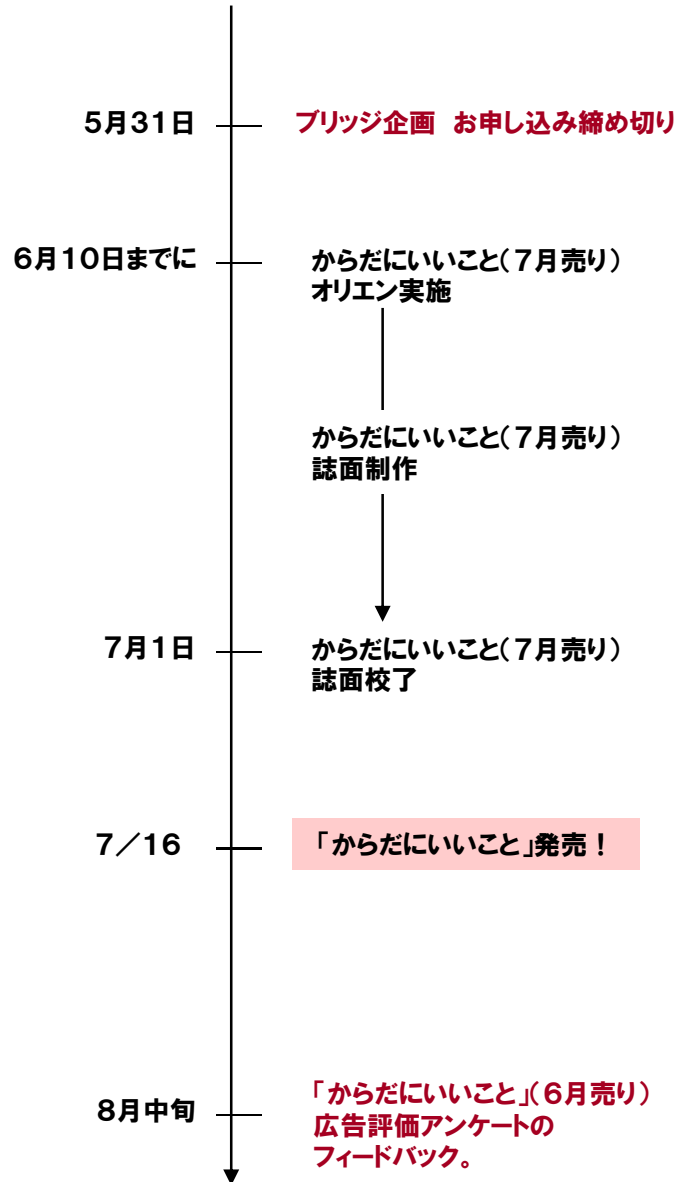 5月31日 ブリッジ企画 お申し込み締め切り
6月10日までに からだにいいこと（7月売り）
オリエン実施
からだにいいこと（7月売り）
誌面制作
7月1日 からだにいいこと（7月売り）
誌面校了
7／16 「からだにいいこと」発売！
8月中旬 「からだにいいこと」（6月売り）
広告評価アンケートの
フィードバック。